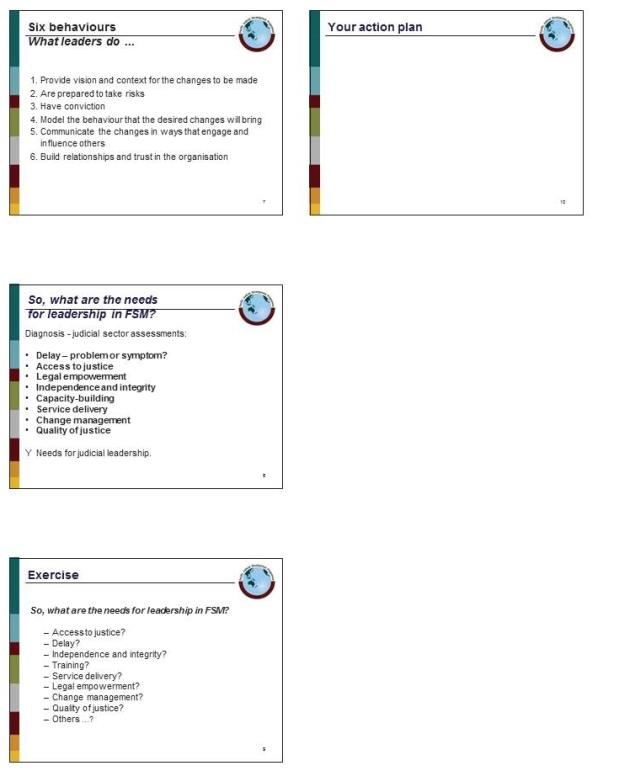 Six behaviours
What leaders do ...
1. Provide vision and context for the changes to be made
2. Are prepared to take risks
3. Have conviction
4. Model the behaviour that the desired changes will bring
5. Communicate the changes in ways that engage and
influence others
6. Build relationships and trust in the organisation
7
So, what are the needs
for leadership in FSM?
Diagnosis - judicial sector assessments:
• Delay – problem or symptom?
• Access to justice
• Legal empowerment
• Independence and integrity
• Capacity-building
• Service delivery
• Change management
• Quality of justice
Y Needs for judicial leadership.
8
Exercise
So, what are the needs for leadership in FSM?
– Access to justice?
– Delay?
– Independence and integrity?
– Training?
– Service delivery?
– Legal empowerment?
– Change management?
– Quality of justice?
– Others ...?
9
Your action plan
10